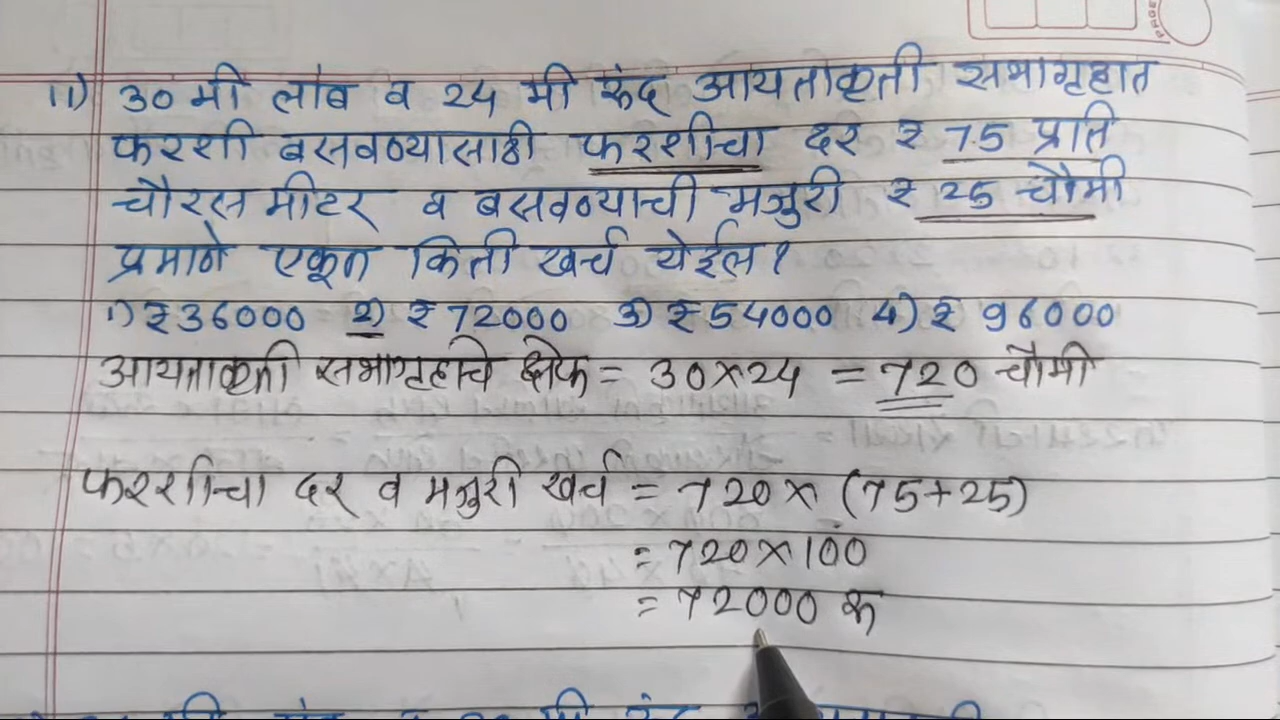 11) 30 मी लांब व 24 मी रुंद आयताकृती सभागृहात
फरशी बसवण्यासाठी फरशीचा दर ₹ 75 प्रति
चौरस मीटर व बसवण्याची मजुरी ₹ 25 चौमी
प्रमाणे एकूण किती खर्च येईल?
1) ₹36000 2) ₹72000 3) ₹54000 4) ₹ 96000
आयताकृती सभागृहाचे क्षेफ = 30×24 = 720 चौमी
फरशीचा दर व मजुरी खर्च = 720 × (75+25)
= 720×100
= 72000 रु